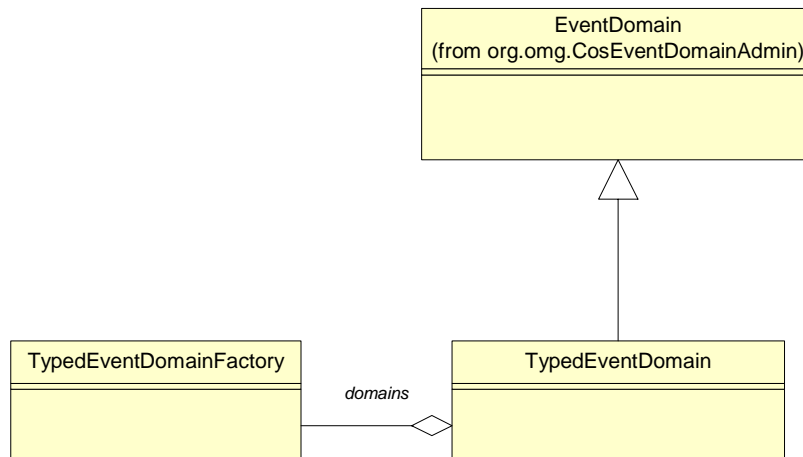 EventDomain
(from org.omg.CosEventDomainAdmin)
TypedEventDomainFactory
domains
TypedEventDomain